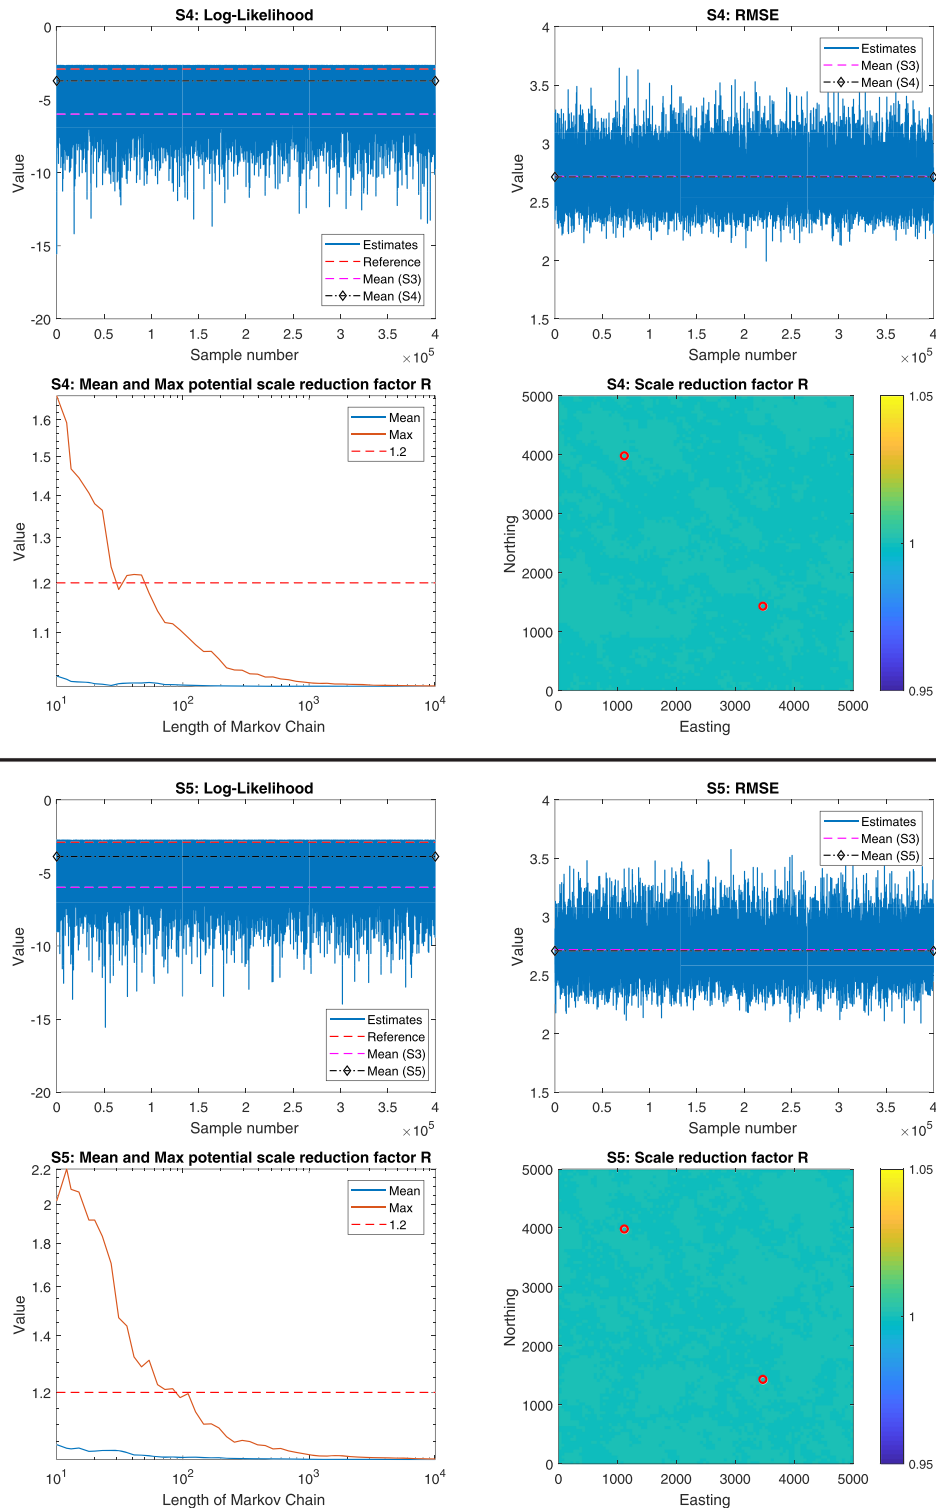 S4: Log-Likelihood
0
-5
-10
-15
-20
Value
Estimates
Reference
Mean (S3)
Mean (S4)
0 0.5 1 1.5 2 2.5 3 3.5 4
Sample number
×10^5
S4: RMSE
4
3.5
3
2.5
2
1.5
Value
Estimates
Mean (S3)
Mean (S4)
0 0.5 1 1.5 2 2.5 3 3.5 4
Sample number
×10^5
S4: Mean and Max potential scale reduction factor R
1.6
1.5
1.4
1.3
1.2
1.1
Value
Mean
Max
1.2
10^1 10^2 10^3 10^4
Length of Markov Chain
S4: Scale reduction factor R
5000
4000
3000
2000
1000
0
Northing
0 1000 2000 3000 4000 5000
Easting
1.05
1
0.95
S5: Log-Likelihood
0
-5
-10
-15
-20
Value
Estimates
Reference
Mean (S3)
Mean (S5)
0 0.5 1 1.5 2 2.5 3 3.5 4
Sample number
×10^5
S5: RMSE
4
3.5
3
2.5
2
1.5
Value
Estimates
Mean (S3)
Mean (S5)
0 0.5 1 1.5 2 2.5 3 3.5 4
Sample number
×10^5
S5: Mean and Max potential scale reduction factor R
2.2
2
1.8
1.6
1.4
1.2
Value
Mean
Max
1.2
10^1 10^2 10^3 10^4
Length of Markov Chain
S5: Scale reduction factor R
5000
4000
3000
2000
1000
0
Northing
0 1000 2000 3000 4000 5000
Easting
1.05
1
0.95